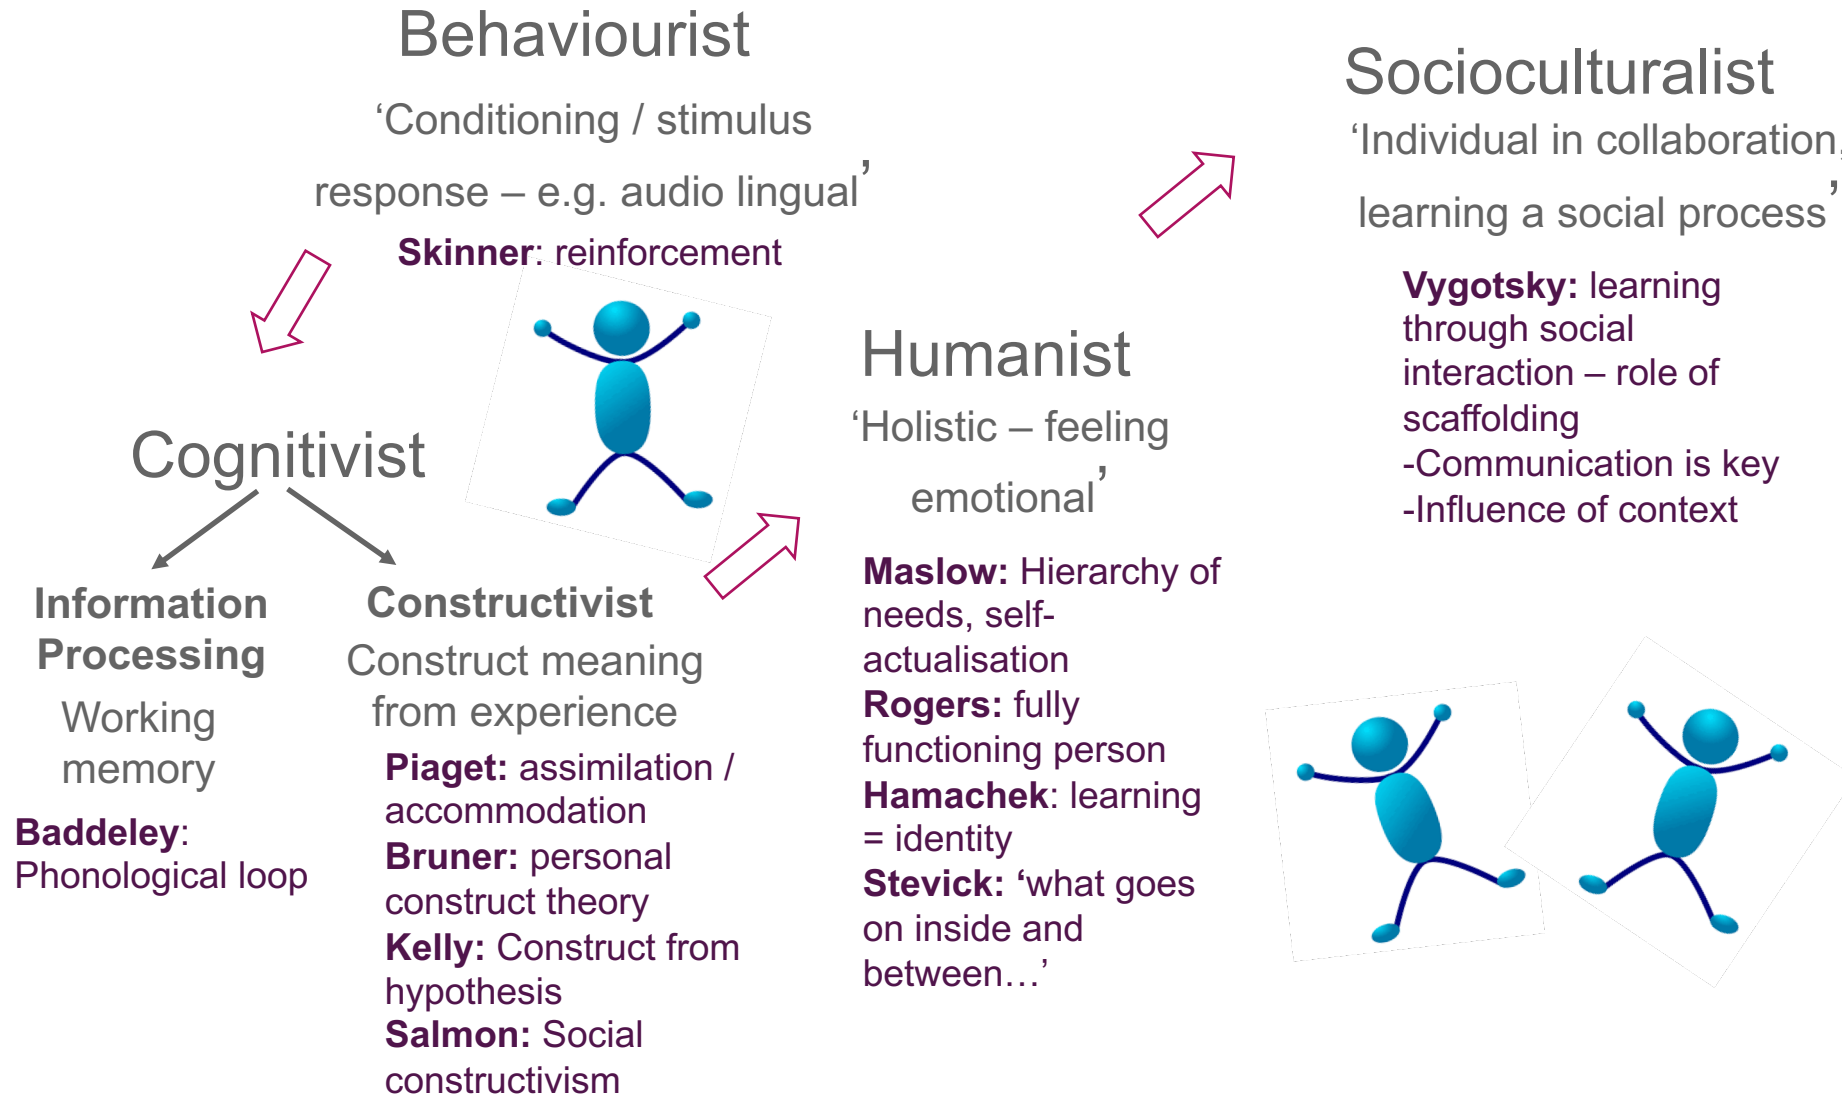 Behaviourist
‘Conditioning / stimulus
response – e.g. audio lingual’
Skinner: reinforcement
Cognitivist
Information
Processing
Working
memory
Baddeley:
Phonological loop
Constructivist
Construct meaning
from experience
Piaget: assimilation /
accommodation
Bruner: personal
construct theory
Kelly: Construct from
hypothesis
Salmon: Social
constructivism
Humanist
‘Holistic – feeling
emotional’
Maslow: Hierarchy of
needs, self-
actualisation
Rogers: fully
functioning person
Hamachek: learning
= identity
Stevick: ‘what goes
on inside and
between…’
Socioculturalist
‘Individual in collaboration,
learning a social process’
Vygotsky: learning
through social
interaction – role of
scaffolding
-Communication is key
-Influence of context